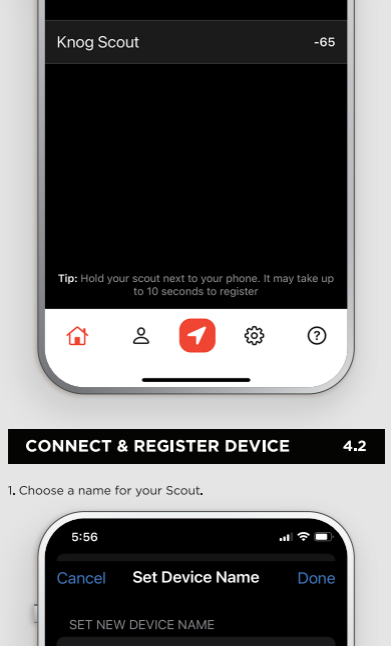 Knog Scout -65
Tip: Hold your scout next to your phone. It may take up
to 10 seconds to register
CONNECT & REGISTER DEVICE 4.2
1. Choose a name for your Scout.
5:56
Cancel Set Device Name Done
SET NEW DEVICE NAME